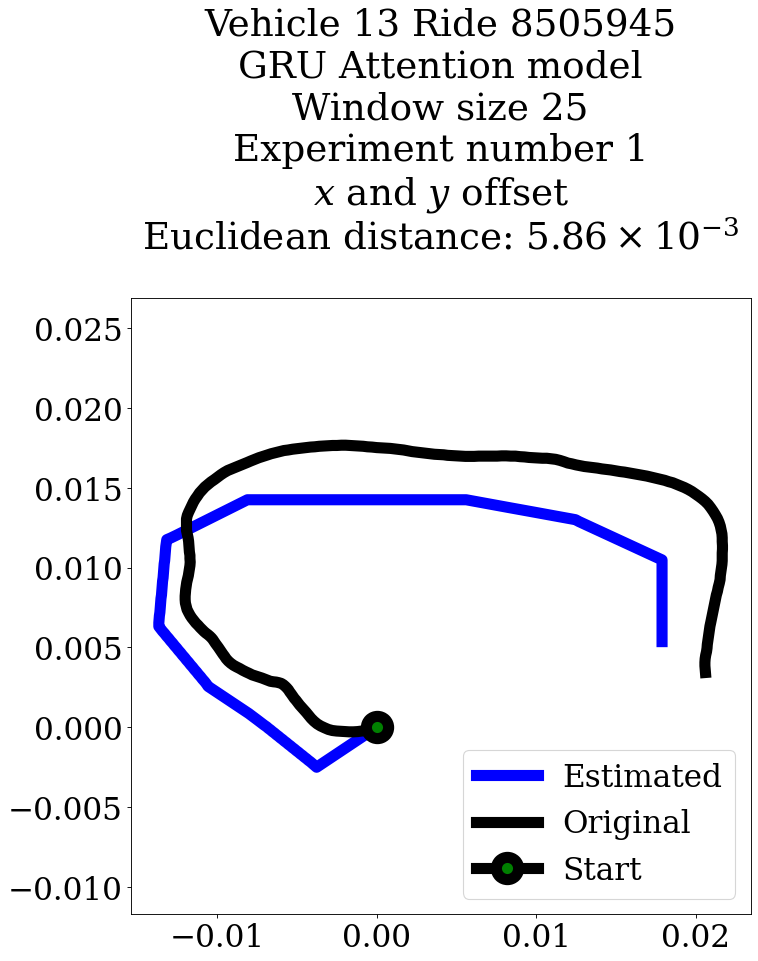 Vehicle 13 Ride 8505945
GRU Attention model
Window size 25
Experiment number 1
x and y offset
Euclidean distance: 5.86 × 10⁻³
0.025
0.020
0.015
0.010
0.005
0.000
−0.005
−0.010
Estimated
Original
Start
−0.01 0.00 0.01 0.02